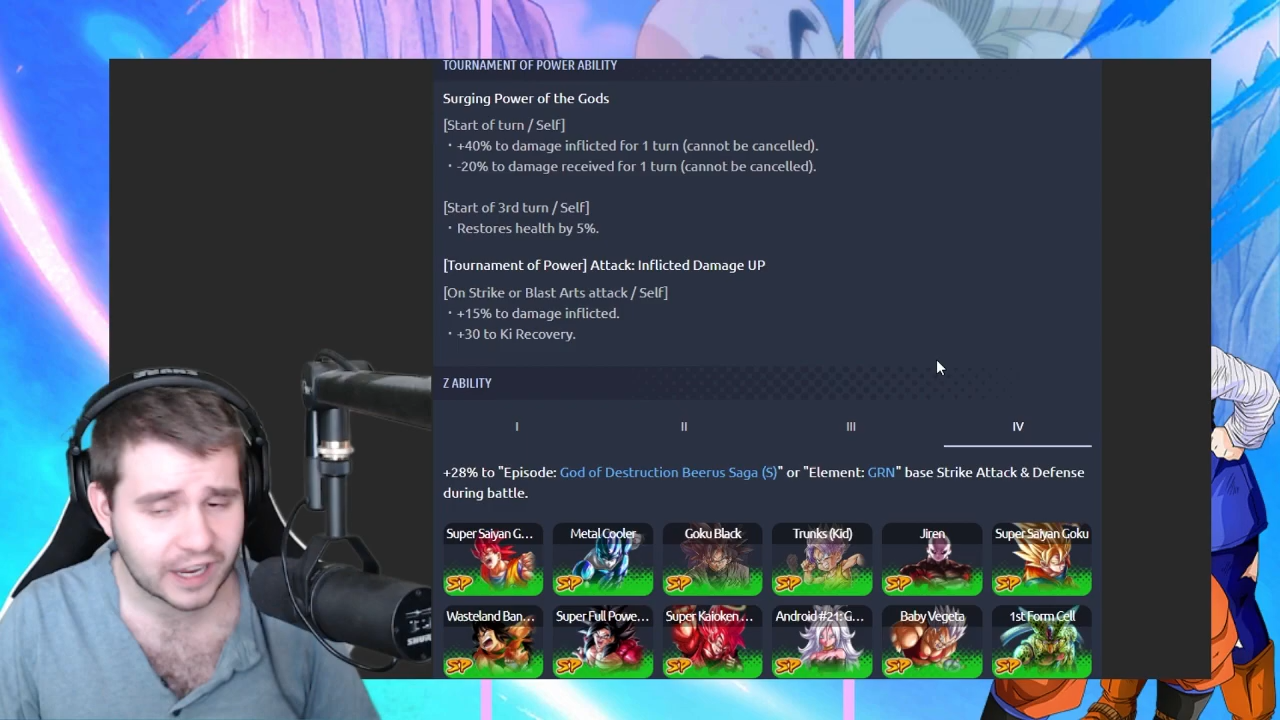 TOURNAMENT OF POWER ABILITY
Surging Power of the Gods
[Start of turn / Self]
・+40% to damage inflicted for 1 turn (cannot be cancelled).
・-20% to damage received for 1 turn (cannot be cancelled).
[Start of 3rd turn / Self]
・Restores health by 5%.
[Tournament of Power] Attack: Inflicted Damage UP
[On Strike or Blast Arts attack / Self]
・+15% to damage inflicted.
・+30 to Ki Recovery.
Z ABILITY
I II III IV
+28% to "Episode: God of Destruction Beerus Saga (S)" or "Element: GRN" base Strike Attack & Defense
during battle.
Super Saiyan G... Metal Cooler Goku Black Trunks (Kid) Jiren Super Saiyan Goku
SP SP SP SP SP SP
Wasteland Ban... Super Full Powe... Super Kaioken ... Android #21: G... Baby Vegeta 1st Form Cell
SP SP SP SP SP SP